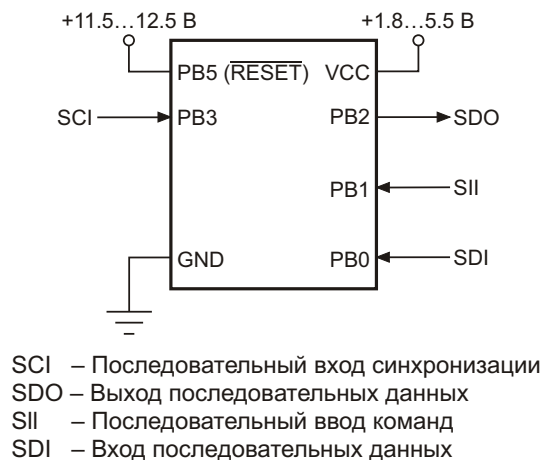 +11.5…12.5 В
+1.8…5.5 В
PB5 (RESET)
VCC
SCI
PB3
PB2
SDO
PB1
SII
GND
PB0
SDI
SCI – Последовательный вход синхронизации
SDO – Выход последовательных данных
SII – Последовательный ввод команд
SDI – Вход последовательных данных